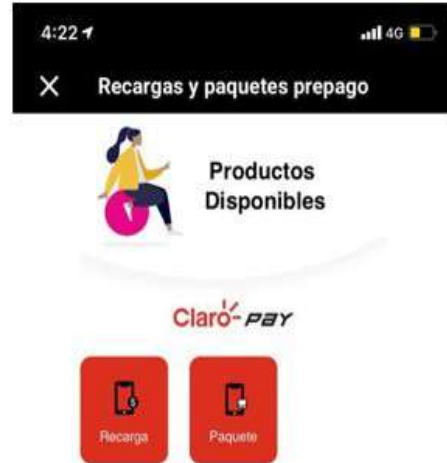 4:22
4G
Recargas y paquetes prepago
Productos
Disponibles
Claro-pay
Recarga
Paquete